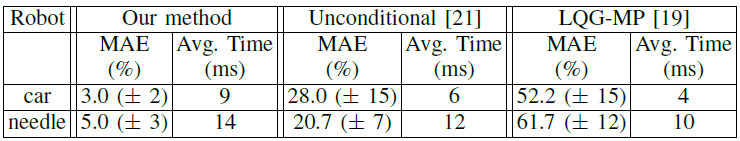 Robot Our method Unconditional [21] LQG-MP [19]
MAE Avg. Time MAE Avg. Time MAE Avg. Time
(%) (ms) (%) (ms) (%) (ms)
car 3.0 (± 2) 9 28.0 (± 15) 6 52.2 (± 15) 4
needle 5.0 (± 3) 14 20.7 (± 7) 12 61.7 (± 12) 10